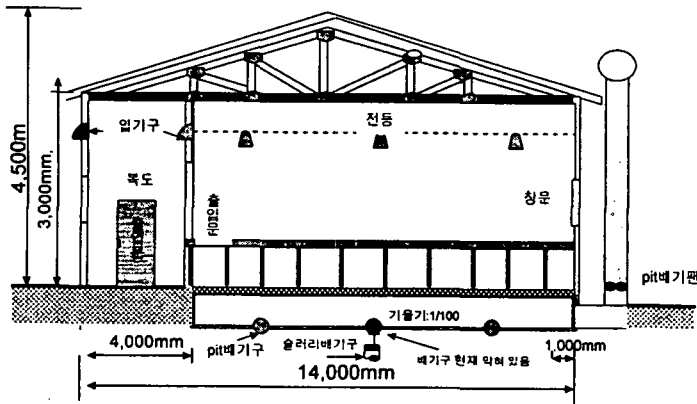 4,500m
3,000mm,
입기구
전등
복도
창문
출입문
pit배기팬
기울기:1/100
4,000mm
pit배기구
슬러리배기구
배기구 현재 막혀 있음
1,000mm
14,000mm